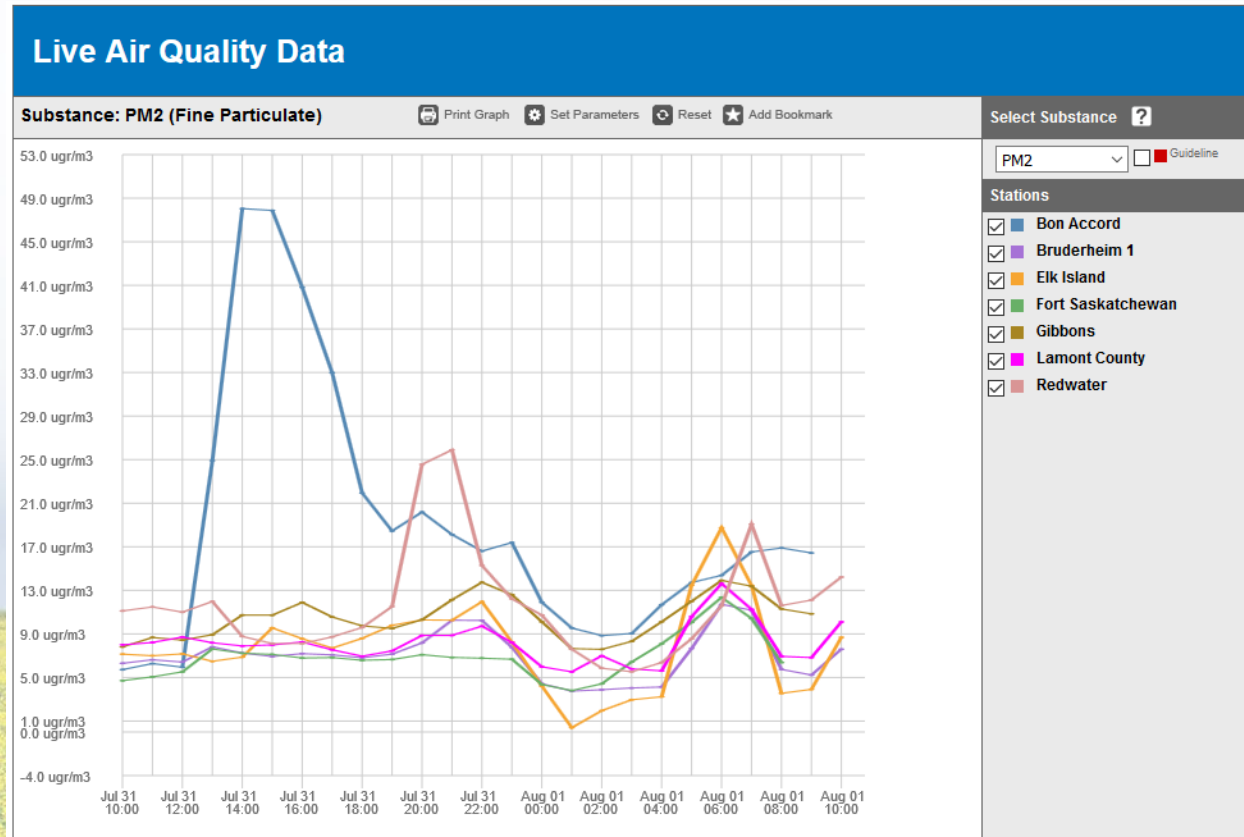 Live Air Quality Data
Substance: PM2 (Fine Particulate)
Print Graph
Set Parameters
Reset
Add Bookmark
Select Substance ?
PM2
Guideline
Stations
Bon Accord
Bruderheim 1
Elk Island
Fort Saskatchewan
Gibbons
Lamont County
Redwater
53.0 ugr/m3
49.0 ugr/m3
45.0 ugr/m3
41.0 ugr/m3
37.0 ugr/m3
33.0 ugr/m3
29.0 ugr/m3
25.0 ugr/m3
21.0 ugr/m3
17.0 ugr/m3
13.0 ugr/m3
9.0 ugr/m3
5.0 ugr/m3
1.0 ugr/m3
0.0 ugr/m3
-4.0 ugr/m3
Jul 31 Jul 31 Jul 31 Jul 31 Jul 31 Jul 31 Jul 31 Aug 01 Aug 01 Aug 01 Aug 01 Aug 01 Aug 01
10:00 12:00 14:00 16:00 18:00 20:00 22:00 00:00 02:00 04:00 06:00 08:00 10:00